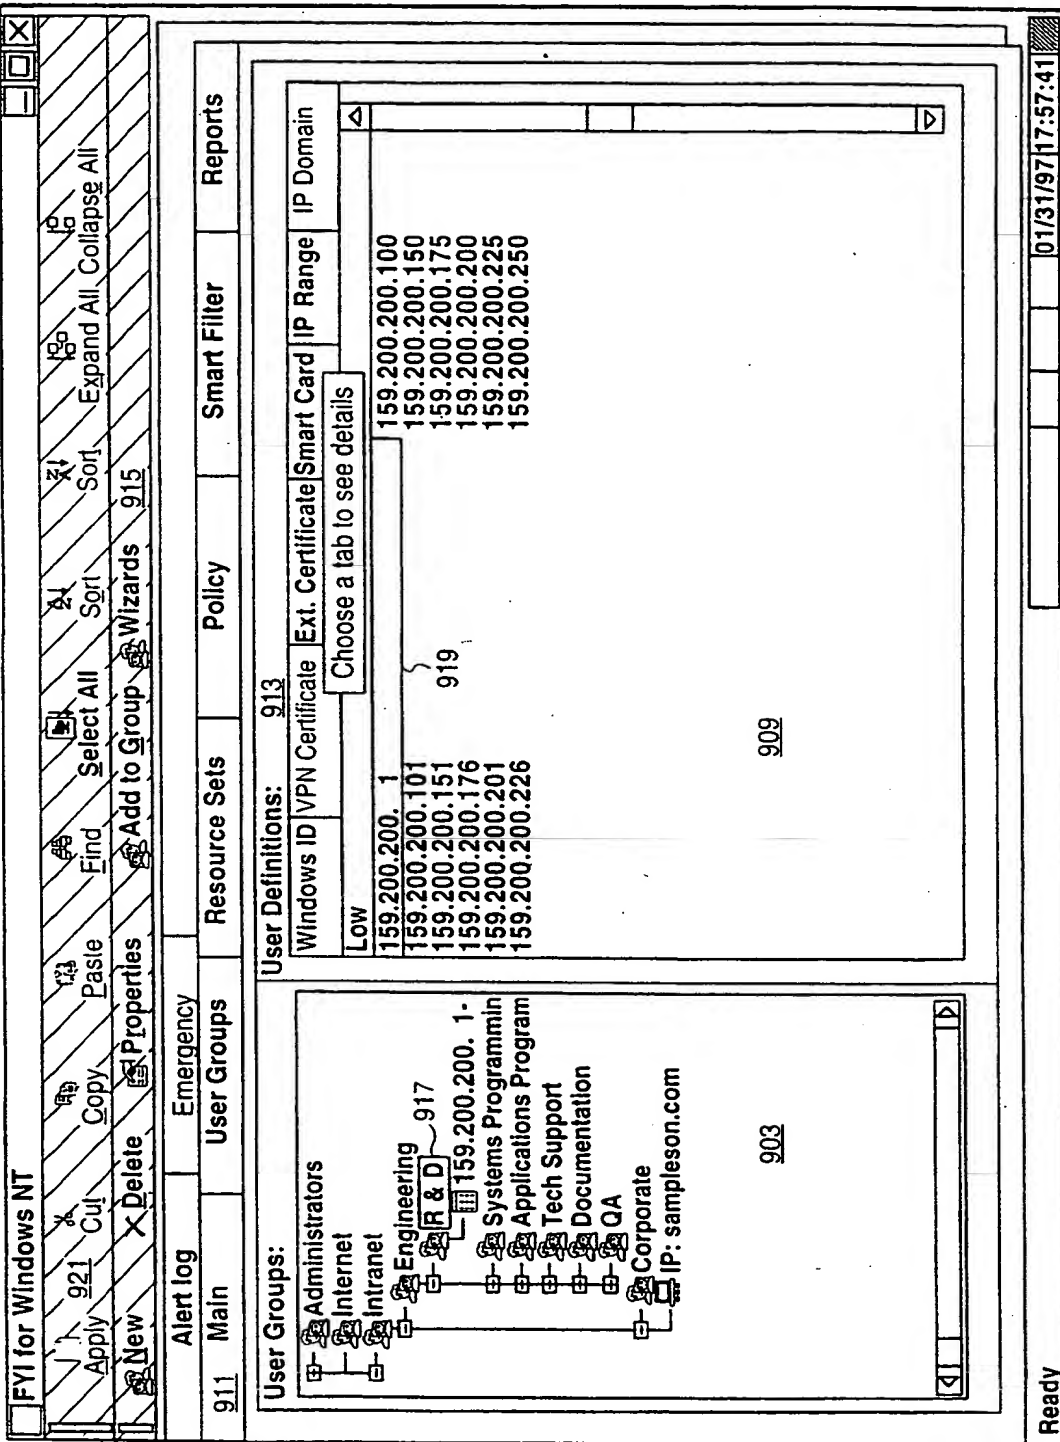 FYI for Windows NT
Apply 921 Cut Copy Paste Find Select All Sort Sort Expand All Collapse All
New X Delete Properties Add to Group Wizards 915
Alert log Emergency
911 Main User Groups Resource Sets Policy Smart Filter Reports
User Groups:
Administrators
Internet
Intranet
Engineering
R & D 917
159.200.200. 1-
Systems Programmin
Applications Program
Tech Support
Documentation
QA
Corporate
IP: sampleson.com
903
User Definitions: 913
Windows ID VPN Certificate Ext. Certificate Smart Card IP Range IP Domain
Low Choose a tab to see details
159.200.200. 1 159.200.200.100
159.200.200.101 159.200.200.150
159.200.200.151 159.200.200.175
159.200.200.176 159.200.200.200
159.200.200.201 159.200.200.225
159.200.200.226 159.200.200.250
919
909
Ready 01/31/97 17:57:41